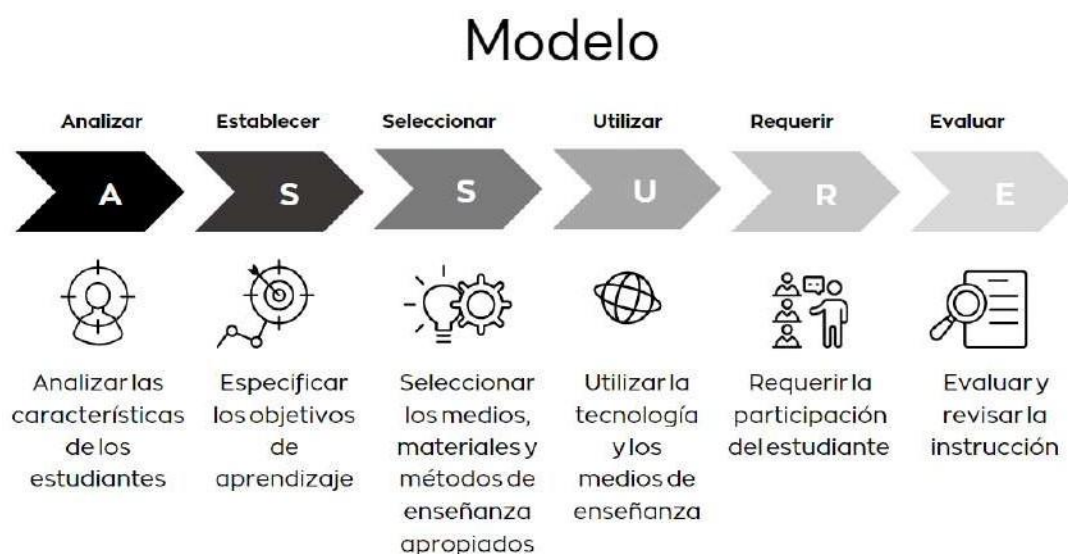 Modelo
Analizar
Establecer
Seleccionar
Utilizar
Requerir
Evaluar
A
S
S
U
R
E
Analizar las
características
de los
estudiantes
Especificar
los objetivos
de
aprendizaje
Seleccionar
los medios,
materiales y
métodos de
enseñanza
apropiados
Utilizar la
tecnología
y los
medios de
enseñanza
Requerir la
participación
del estudiante
Evaluar y
revisar la
instrucción